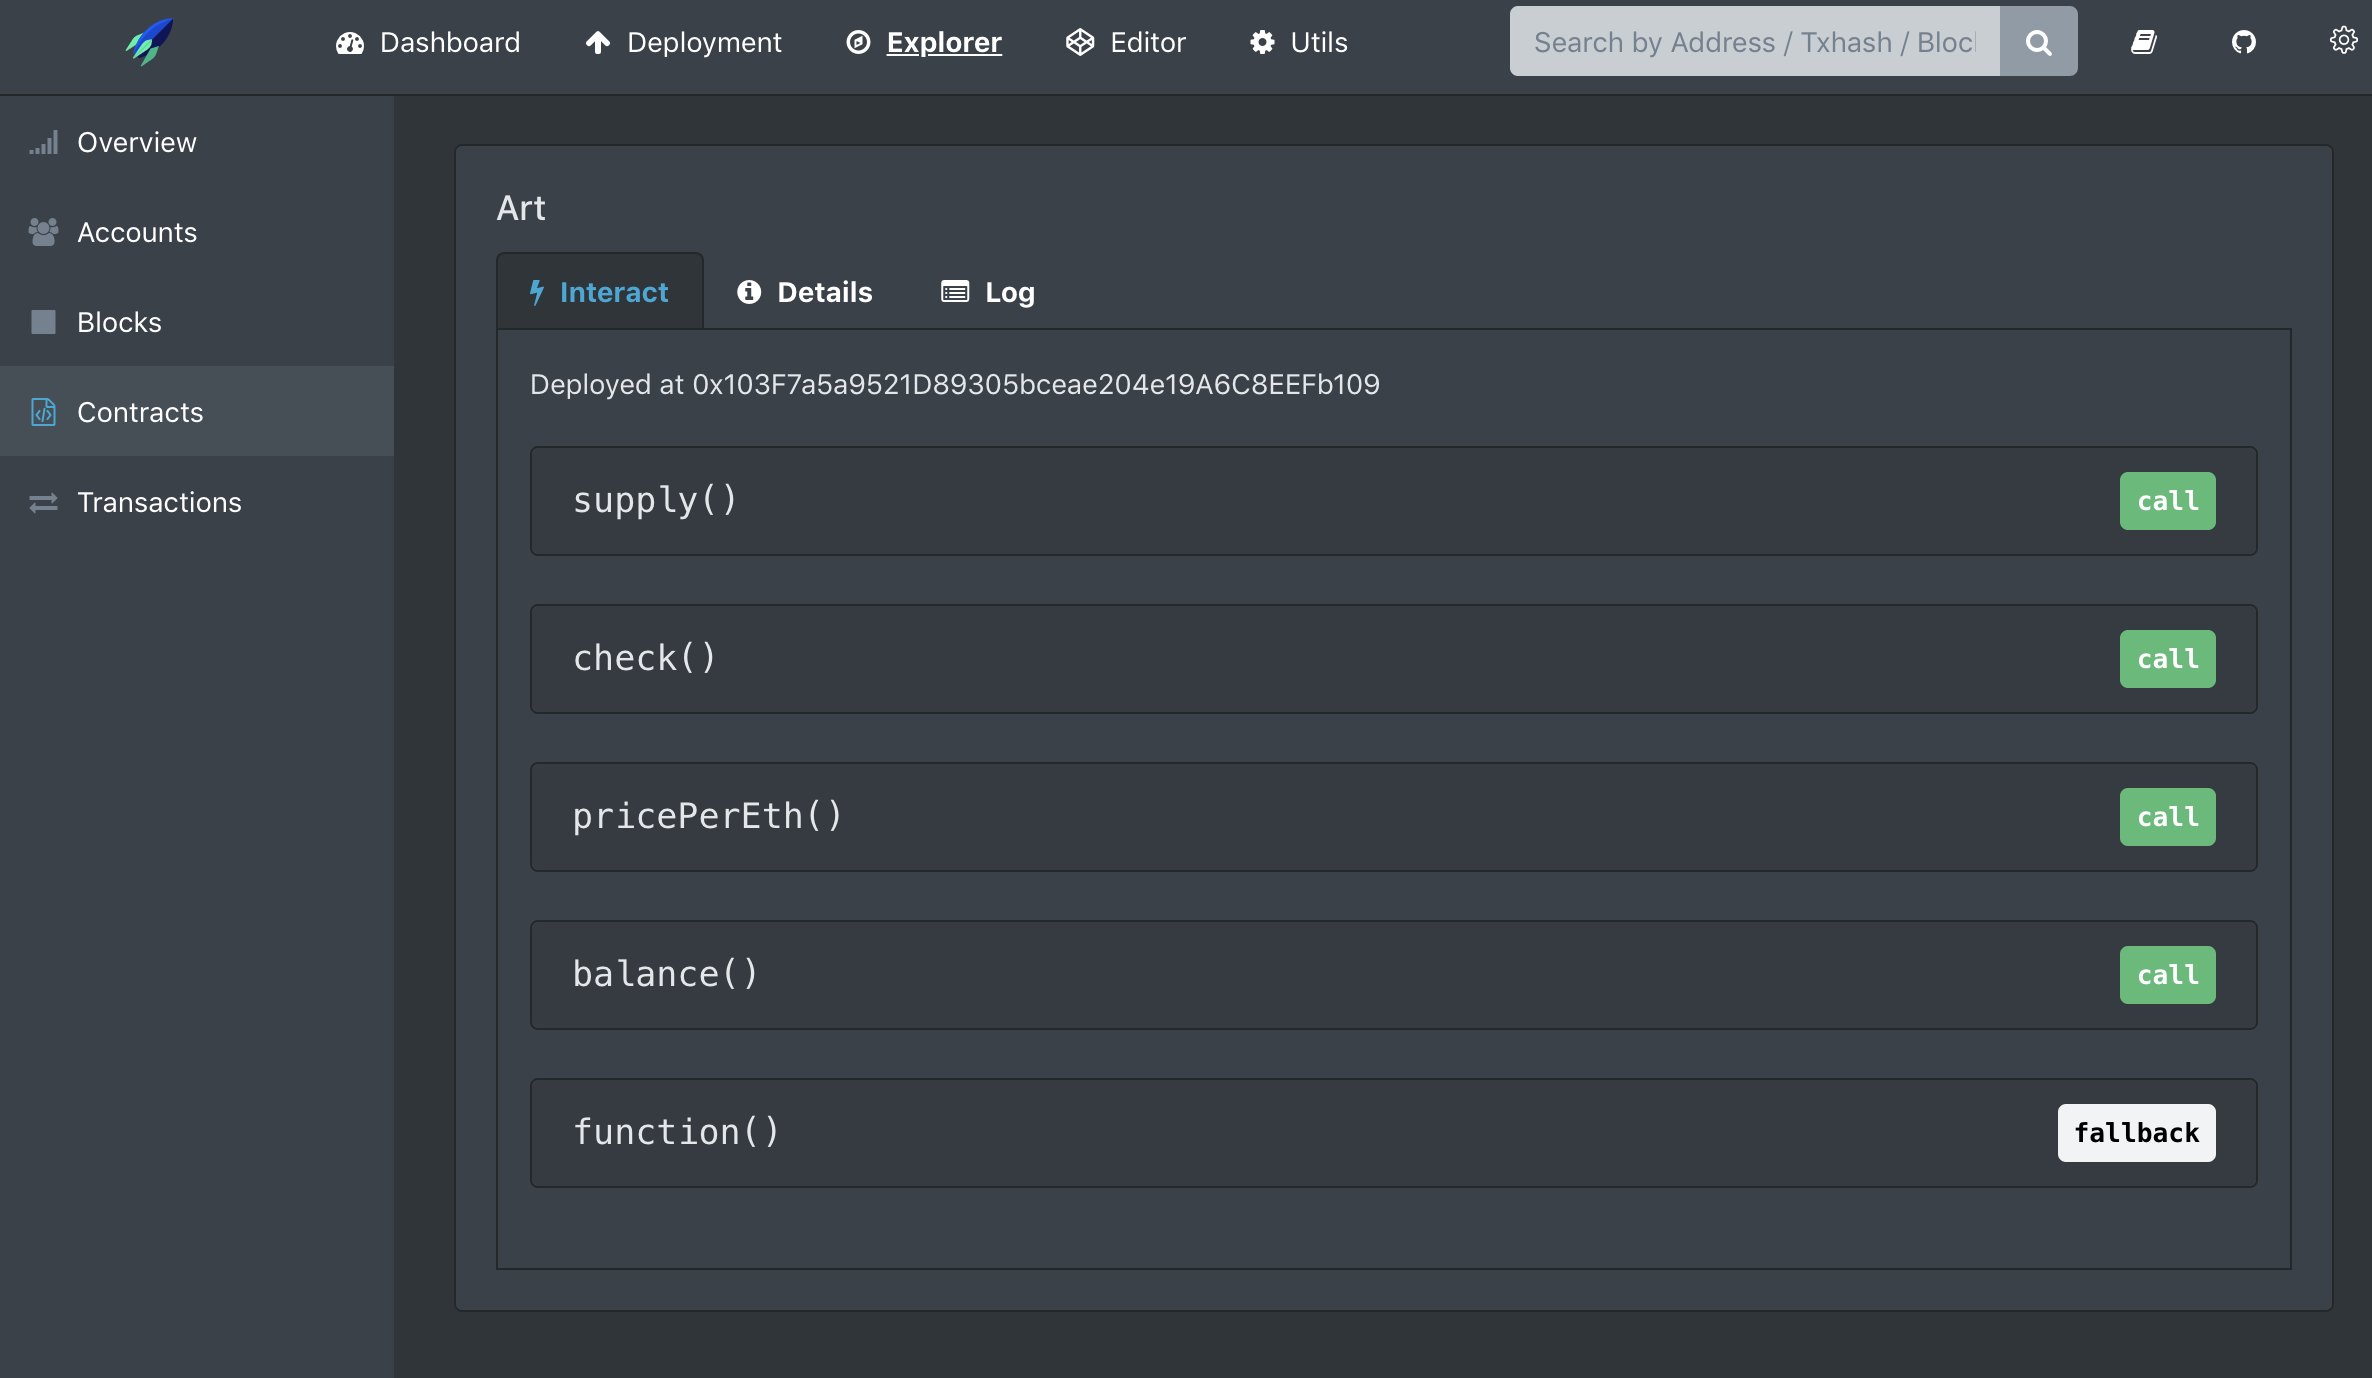 Dashboard Deployment Explorer Editor Utils Search by Address / Txhash / Bloc
Overview
Accounts
Blocks
Contracts
Transactions
Art
Interact Details Log
Deployed at 0x103F7a5a9521D89305bceae204e19A6C8EEFb109
supply() call
check() call
pricePerEth() call
balance() call
function() fallback